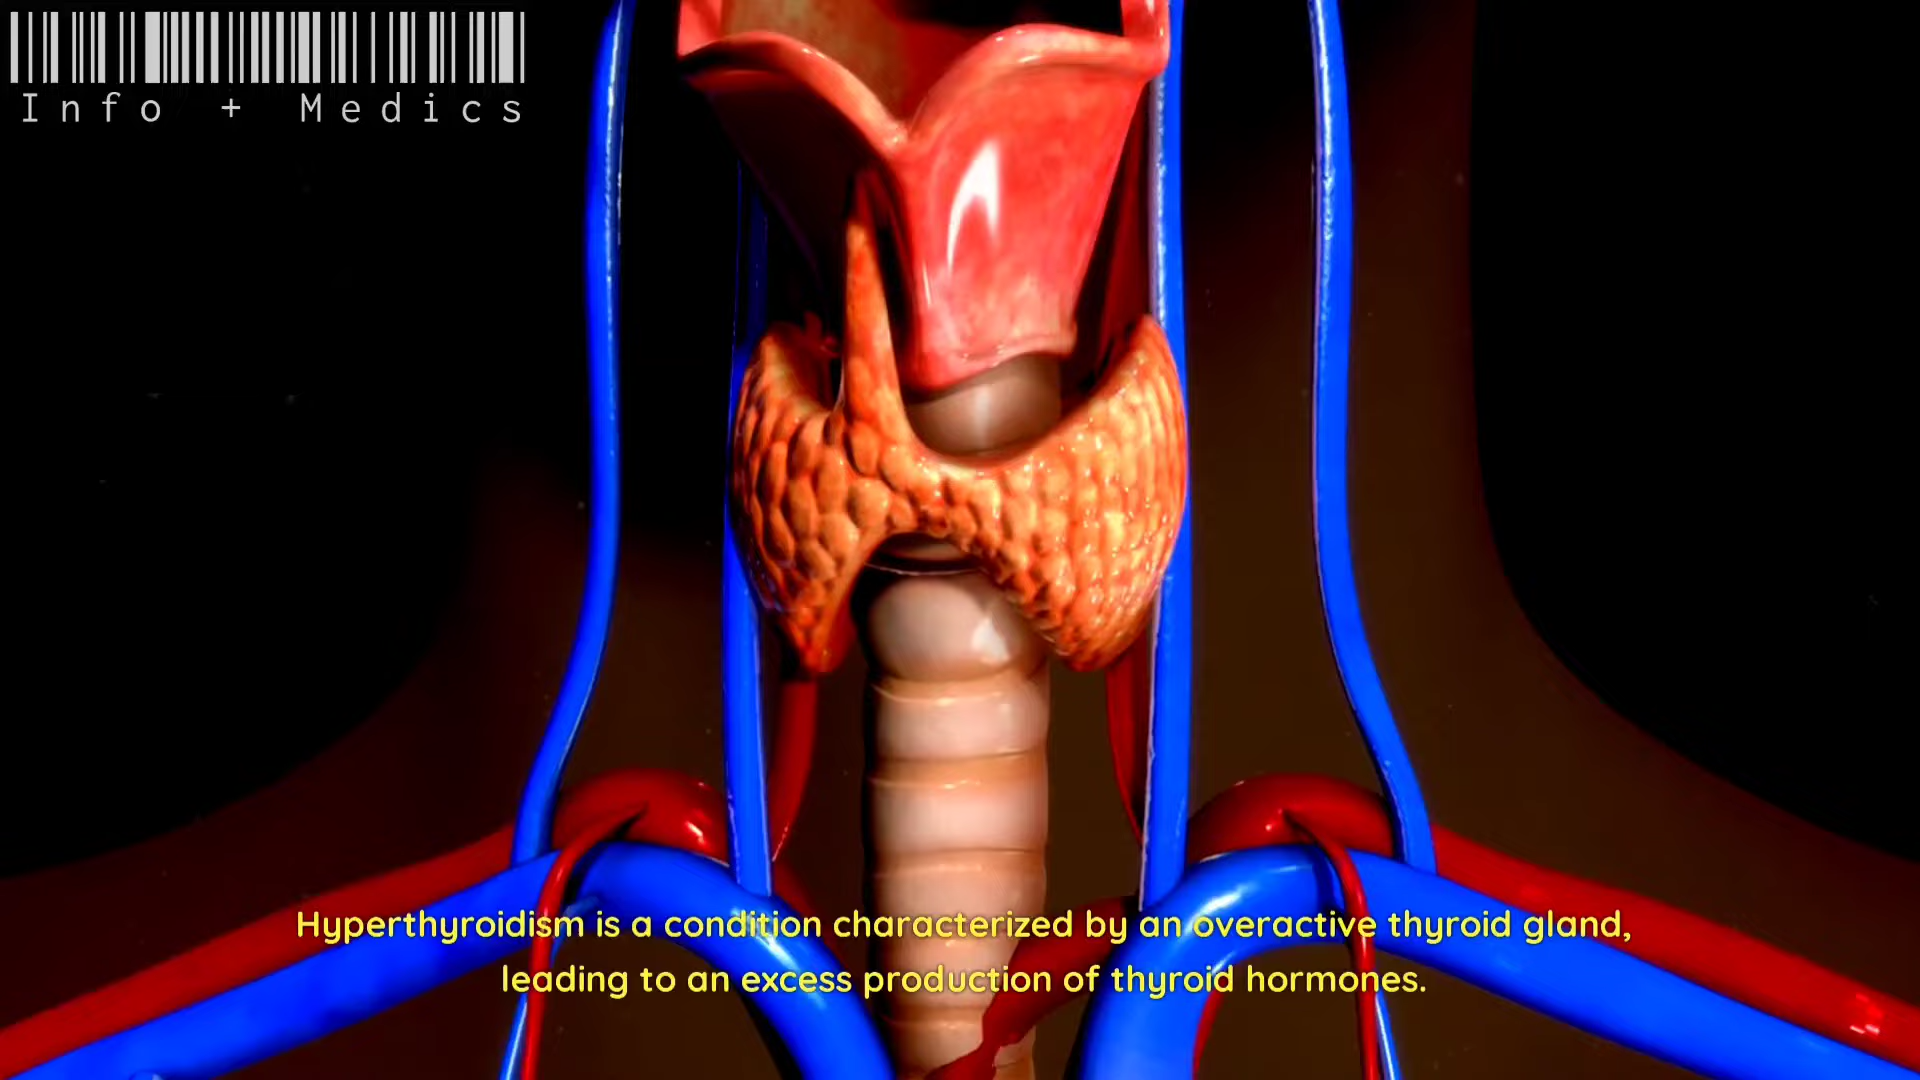 Info + Medics
Hyperthyroidism is a condition characterized by an overactive thyroid gland,
leading to an excess production of thyroid hormones.